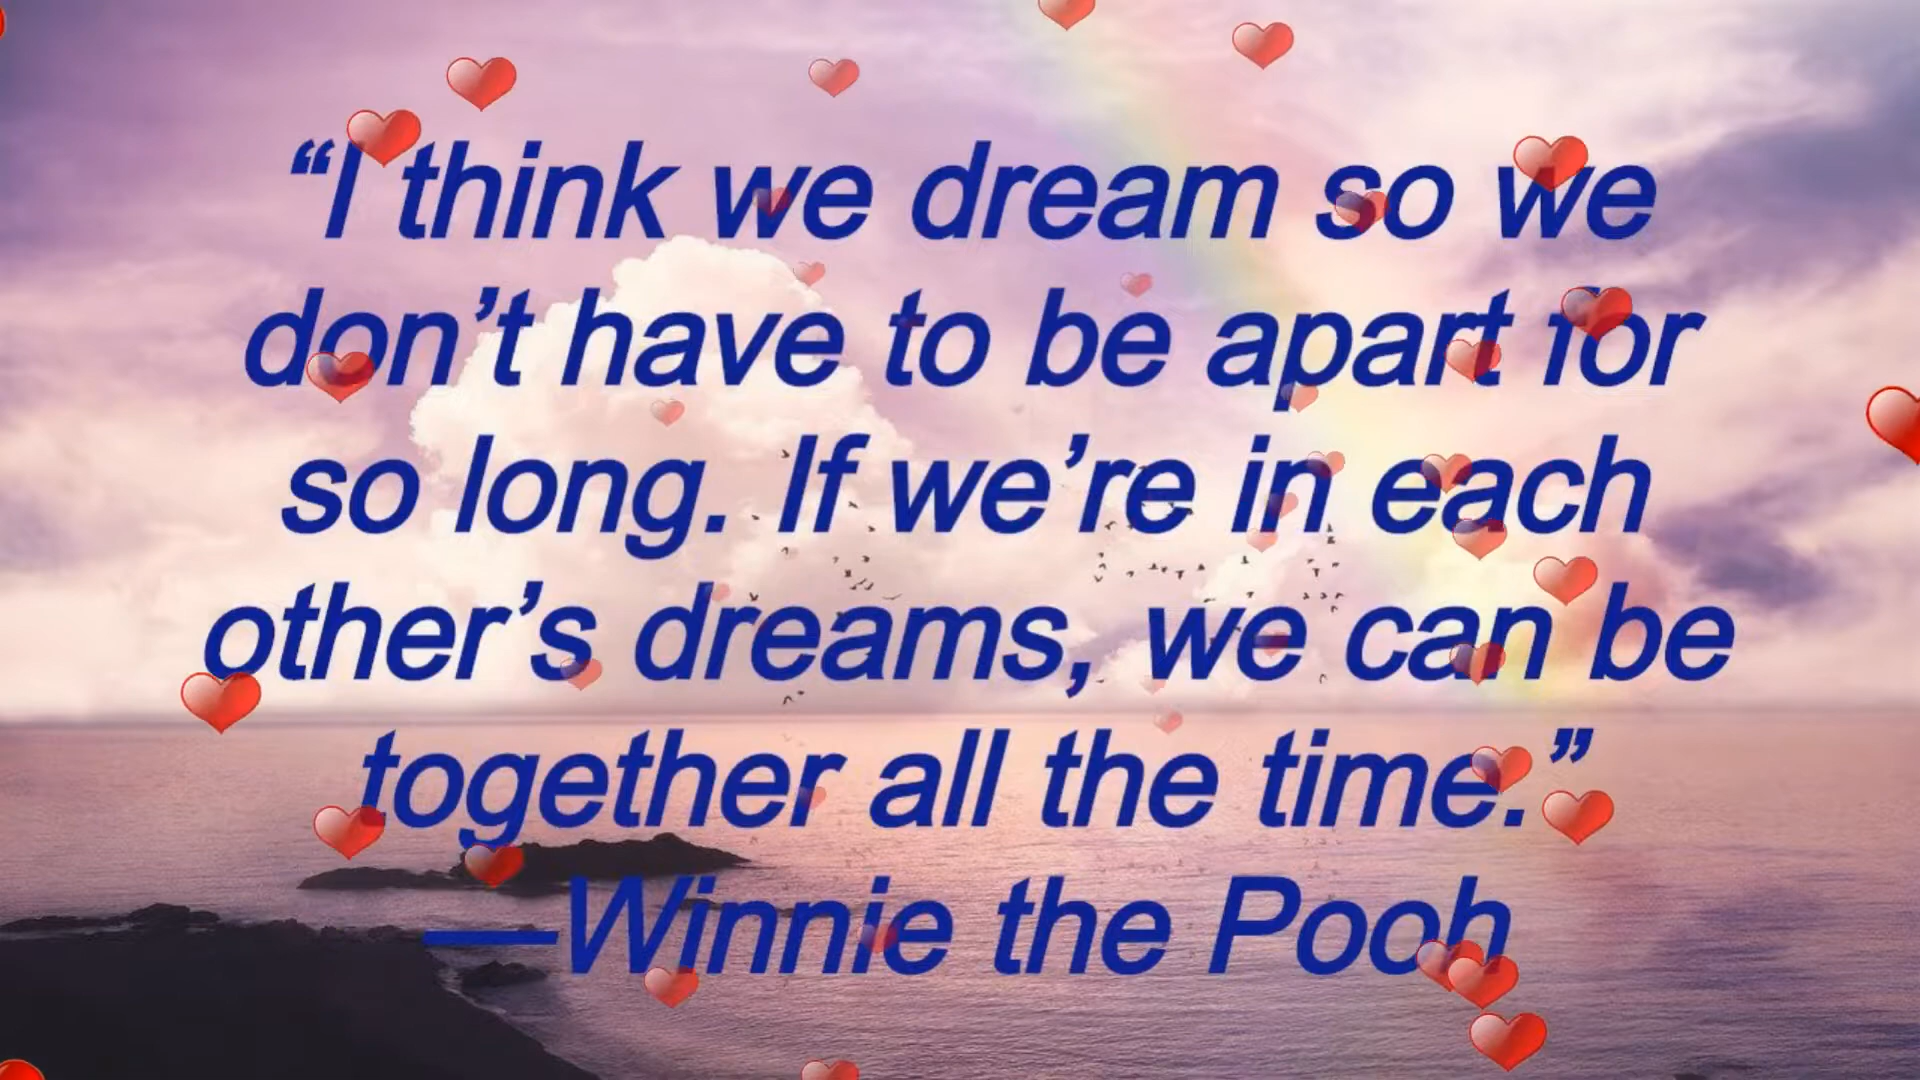 “I think we dream so we
don’t have to be apart for
so long. If we’re in each
other’s dreams, we can be
together all the time.”
—Winnie the Pooh